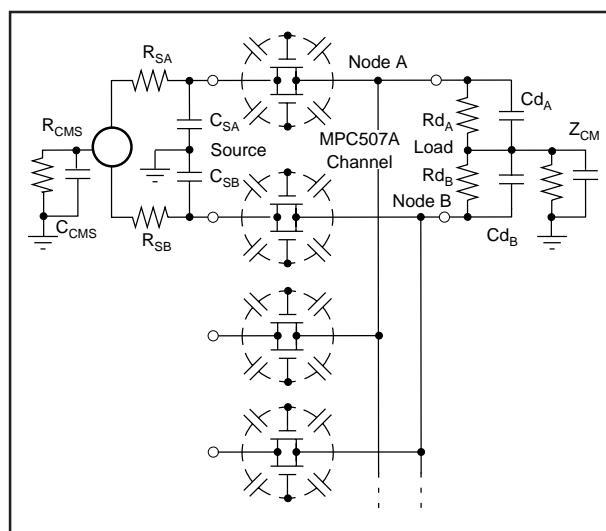 R_SA
Node A
Cd_A
R_CMS
C_SA
Rd_A
Z_CM
MPC507A
Channel
Source
Load
C_SB
Rd_B
Node B
C_CMS
R_SB
Cd_B